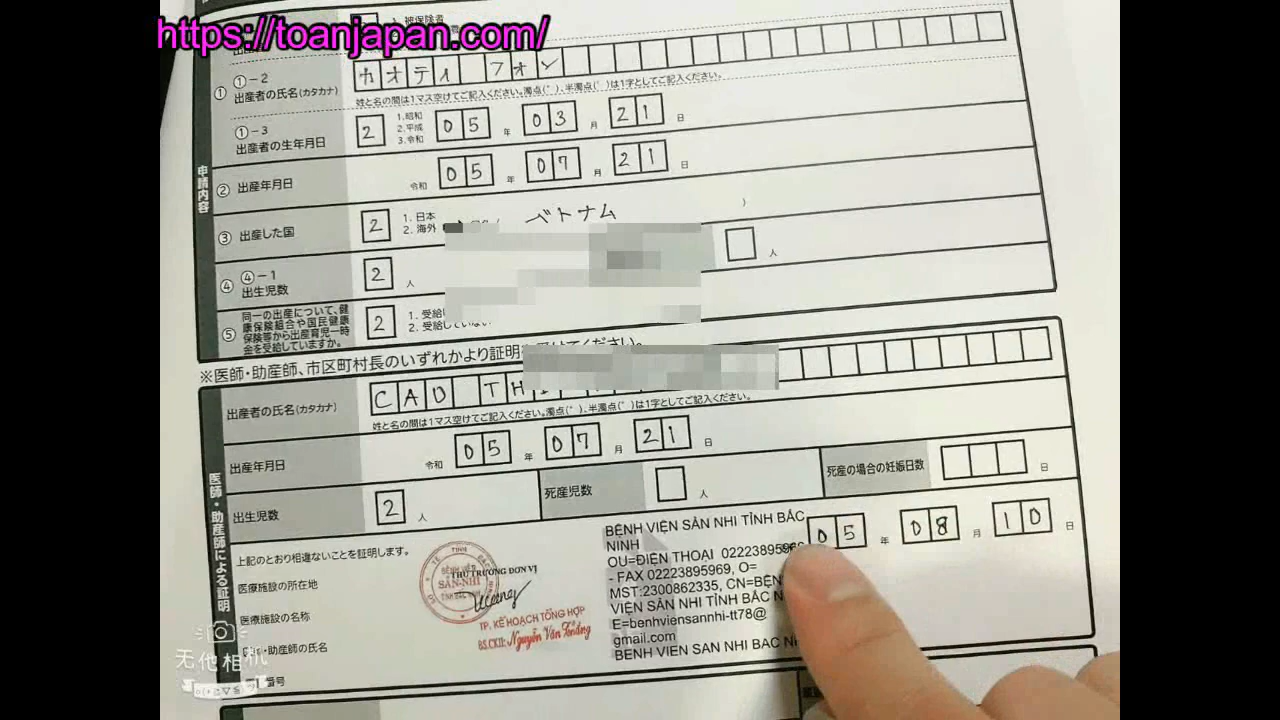 https://toanjapan.com/
被保険者
①
①-2
出産者の氏名(カタカナ)
カオティ フォン
姓と名の間は1マス空けてご記入ください。濁点(゛)、半濁点(゜)は1字としてご記入ください。
①-3
出産者の生年月日
2
1.昭和
2.平成
3.令和
05 年 03 月 21 日
申請内容
② 出産年月日
令和 05 年 07 月 21 日
③ 出産した国
2
1. 日本
2. 海外
ベトナム )
④ ④-1
出生児数
2 人
人
⑤ 同一の出産について、健
康保険組合や国民健康
保険等から出産育児一時
金を受給していますか。
2
1. 受給
2. 受給していない
※医師・助産師、市区町村長のいずれかより証明を受けてください。
医師・助産師による証明
出産者の氏名(カタカナ)
CAO TH
姓と名の間は1マス空けてご記入ください。濁点(゛)、半濁点(゜)は1字としてご記入ください。
出産年月日
令和 05 年 07 月 21 日
出生児数 2 人
死産児数 人
死産の場合の妊娠日数 日
上記のとおり相違ないことを証明します。
05 年 08 月 10 日
医療施設の所在地
医療施設の名称
医師・助産師の氏名
番号
BỆNH VIỆN
SẢN-NHI
TỈNH BẮC
THỦ TRƯỞNG ĐƠN VỊ
TP. KẾ HOẠCH TỔNG HỢP
BS.CKII: Nguyễn Văn
BỆNH VIỆN SẢN NHI TỈNH BẮC
NINH
OU=ĐIỆN THOẠI 02223895969
- FAX 02223895969, O=
MST:2300862335, CN=BỆN
VIỆN SẢN NHI TỈNH BẮC N
E=benhviensannhi-tt78@
gmail.com
BỆNH VIEN SAN NHI BAC N
无他相机